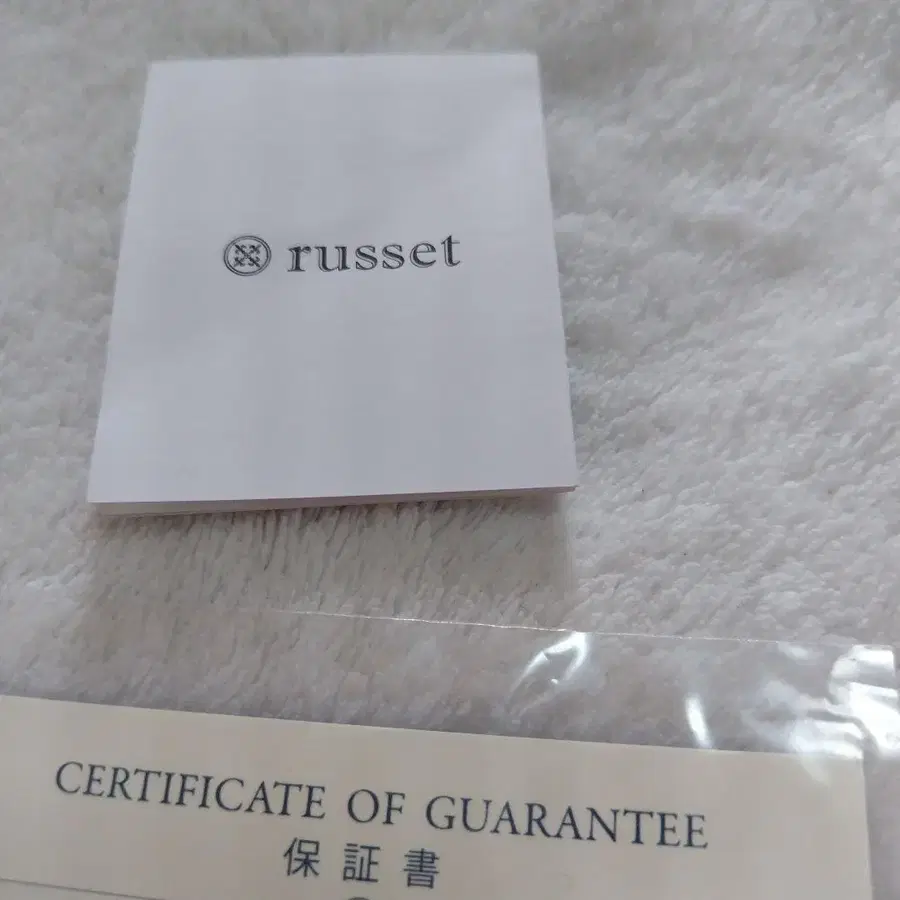 russet
CERTIFICATE OF GUARANTEE
保証書